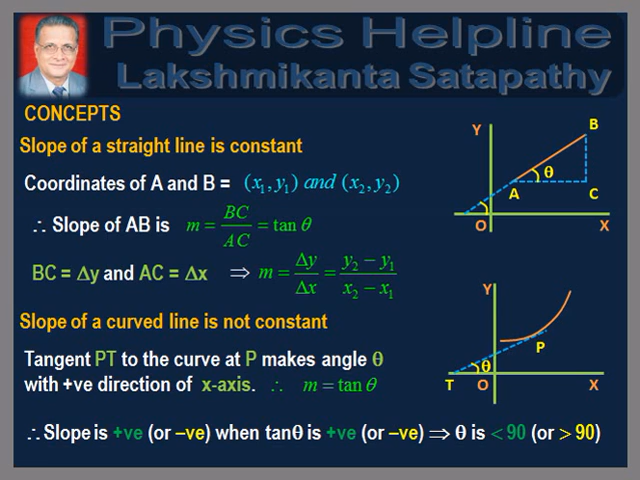 Physics Helpline
Lakshmikanta Satapathy
CONCEPTS
Slope of a straight line is constant
Coordinates of A and B = (x₁, y₁) and (x₂, y₂)
∴ Slope of AB is m = BC/AC = tan θ
BC = Δy and AC = Δx ⇒ m = Δy/Δx = (y₂ − y₁)/(x₂ − x₁)
Y
B
θ
A
C
O
X
Slope of a curved line is not constant
Tangent PT to the curve at P makes angle θ
with +ve direction of x-axis. ∴ m = tan θ
Y
P
θ
T
O
X
∴ Slope is +ve (or –ve) when tanθ is +ve (or –ve) ⇒ θ is < 90 (or > 90)